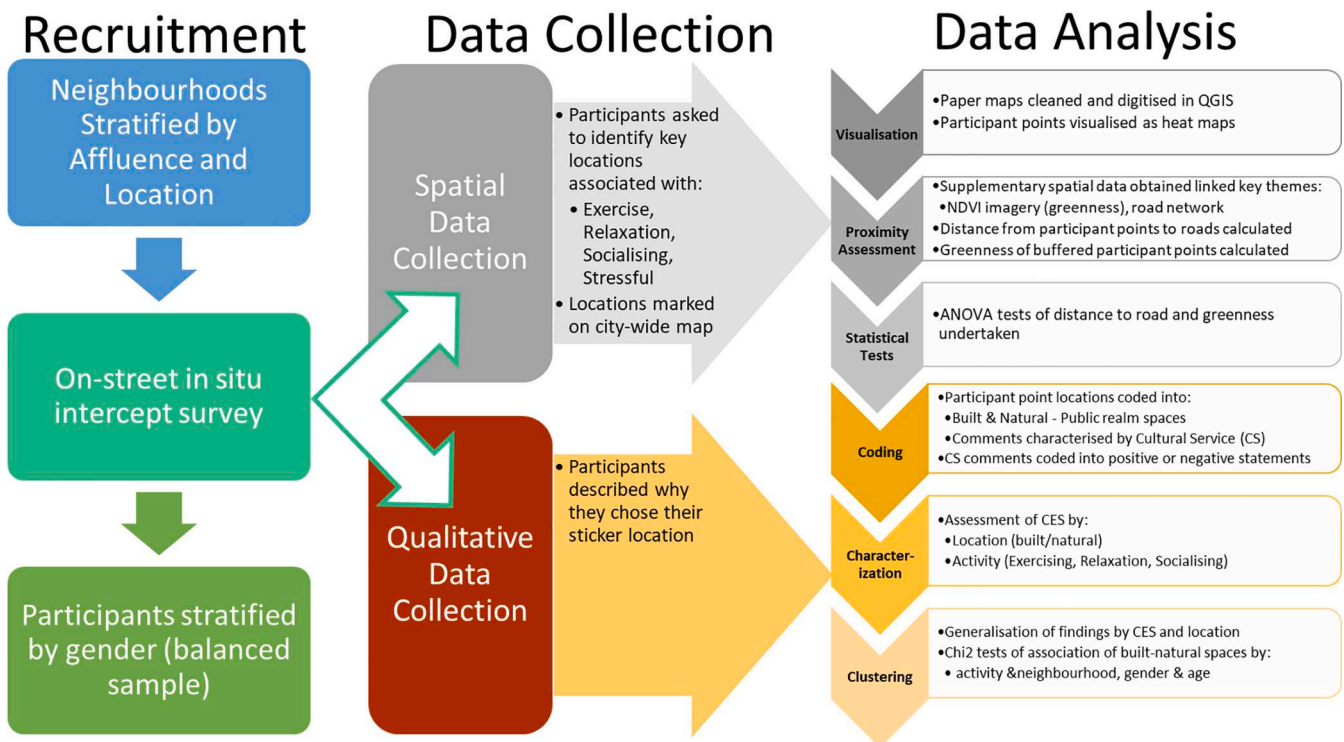 Recruitment
Neighbourhoods
Stratified by
Affluence and
Location
On-street in situ
intercept survey
Participants stratified
by gender (balanced
sample)
Data Collection
Spatial
Data
Collection
• Participants asked
to identify key
locations
associated with:
• Exercise,
Relaxation,
Socialising,
Stressful
• Locations marked
on city-wide map
Qualitative
Data
Collection
• Participants
described why
they chose their
sticker location
Data Analysis
Visualisation
•Paper maps cleaned and digitised in QGIS
•Participant points visualised as heat maps
Proximity
Assessment
•Supplementary spatial data obtained linked key themes:
•NDVI imagery (greenness), road network
•Distance from participant points to roads calculated
•Greenness of buffered participant points calculated
Statistical
Tests
•ANOVA tests of distance to road and greenness
undertaken
Coding
•Participant point locations coded into:
•Built & Natural - Public realm spaces
•Comments characterised by Cultural Service (CS)
•CS comments coded into positive or negative statements
Character-
ization
•Assessment of CES by:
•Location (built/natural)
•Activity (Exercising, Relaxation, Socialising)
Clustering
•Generalisation of findings by CES and location
•Chi2 tests of association of built-natural spaces by:
• activity &neighbourhood, gender & age